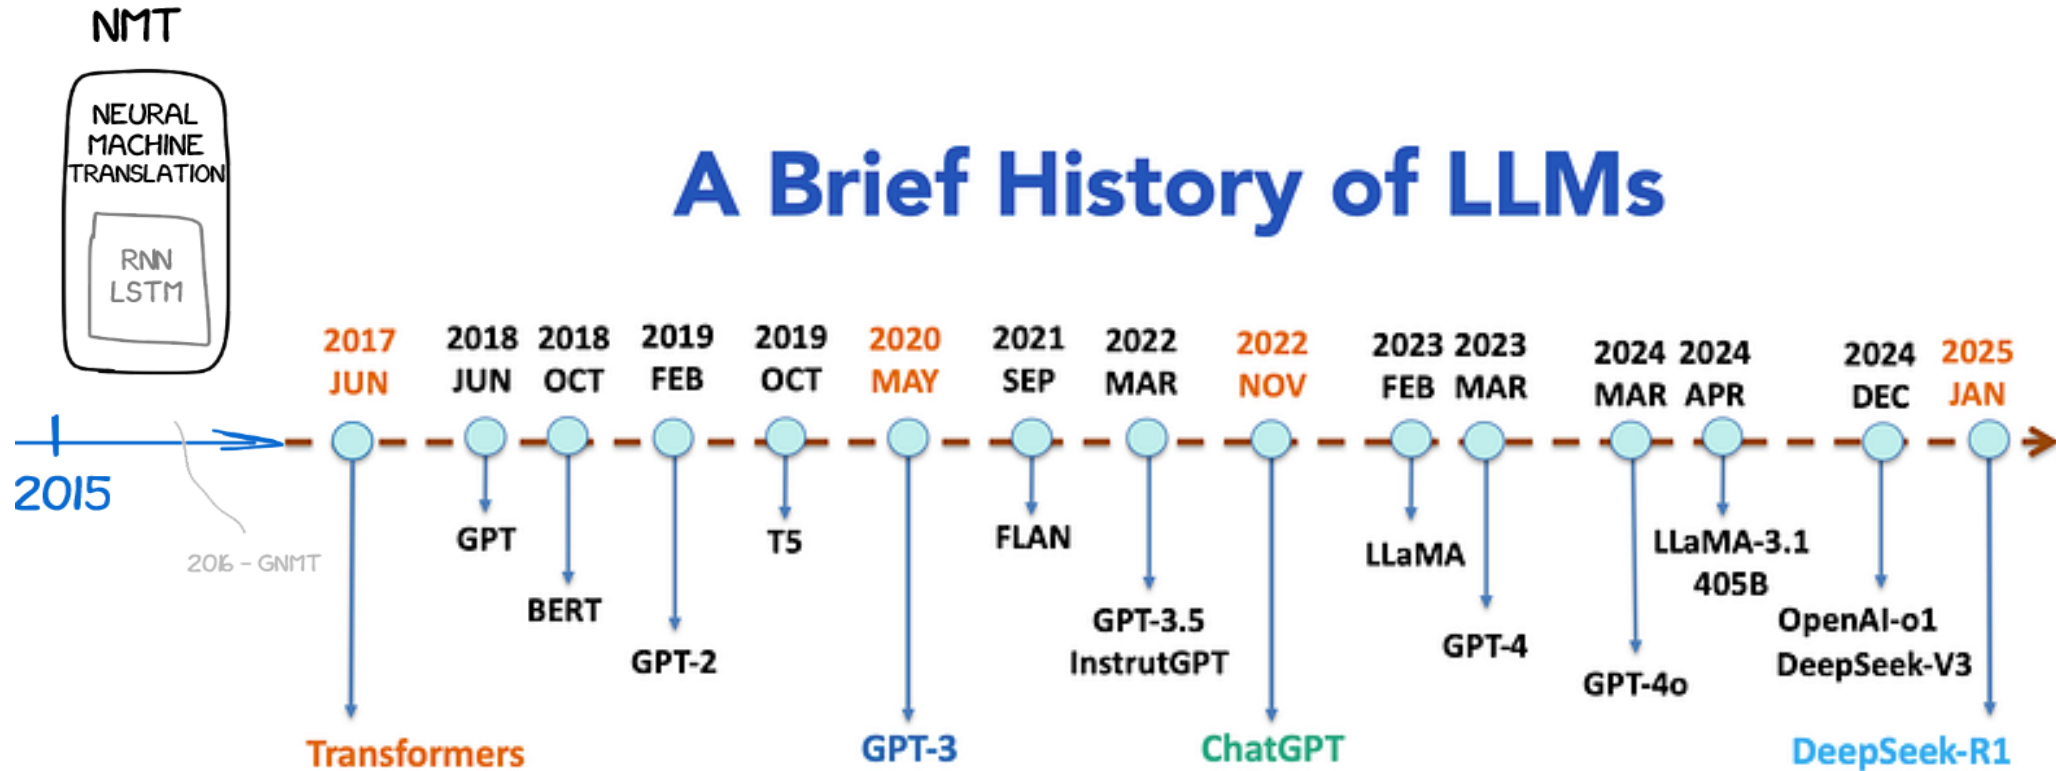 NMT
NEURAL
MACHINE
TRANSLATION
RNN
LSTM
2015
2016 - GNMT
A Brief History of LLMs
2017
JUN
Transformers
2018
JUN
GPT
2018
OCT
BERT
2019
FEB
GPT-2
2019
OCT
T5
2020
MAY
GPT-3
2021
SEP
FLAN
2022
MAR
GPT-3.5
InstrutGPT
2022
NOV
ChatGPT
2023
FEB
LLaMA
2023
MAR
GPT-4
2024
MAR
GPT-4o
2024
APR
LLaMA-3.1
405B
2024
DEC
OpenAI-o1
DeepSeek-V3
2025
JAN
DeepSeek-R1